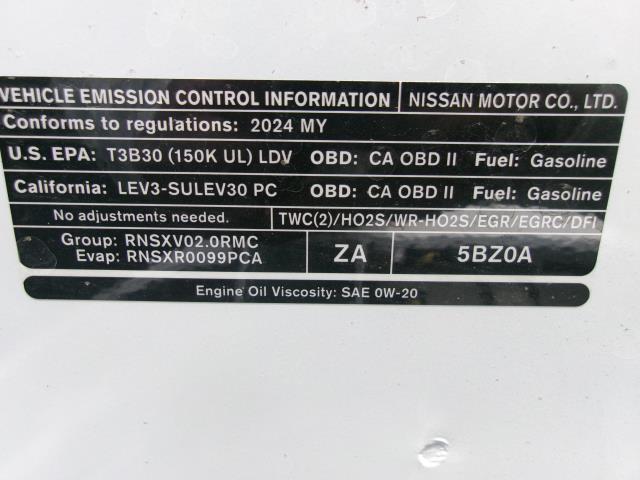 VEHICLE EMISSION CONTROL INFORMATION NISSAN MOTOR CO., LTD.
Conforms to regulations: 2024 MY
U.S. EPA: T3B30 (150K UL) LDV OBD: CA OBD II Fuel: Gasoline
California: LEV3-SULEV30 PC OBD: CA OBD II Fuel: Gasoline
No adjustments needed. TWC(2)/HO2S/WR-HO2S/EGR/EGRC/DFI
Group: RNSXV02.0RMC
Evap: RNSXR0099PCA
ZA 5BZ0A
Engine Oil Viscosity: SAE 0W-20